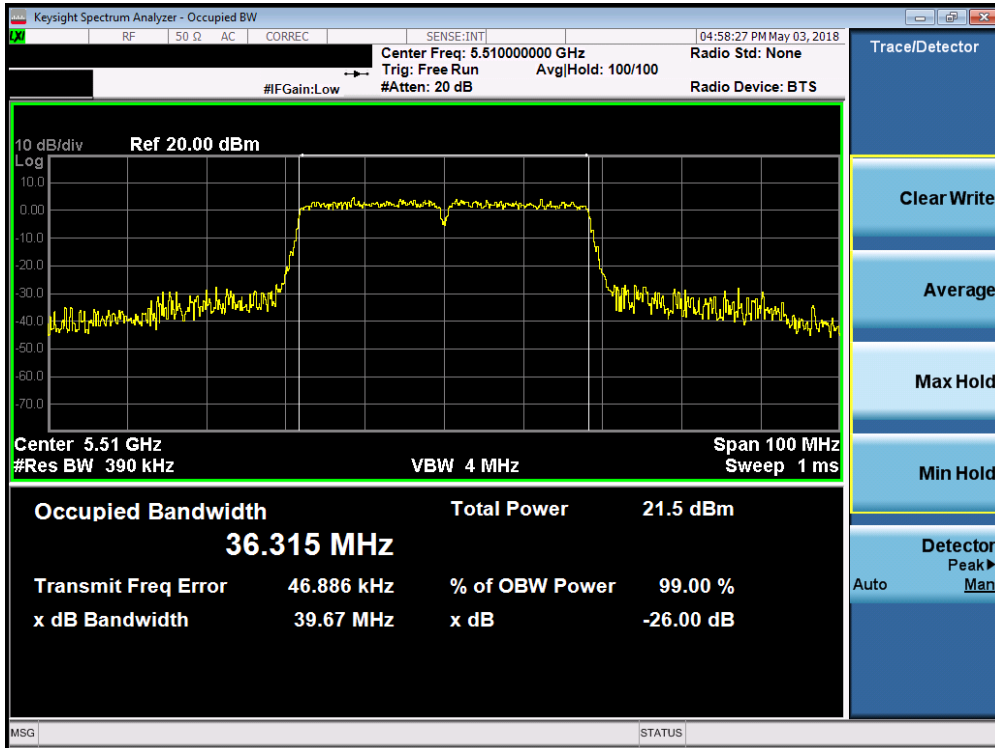 Keysight Spectrum Analyzer - Occupied BW
LXI RF 50 Ω AC CORREC SENSE:INT 04:58:27 PM May 03, 2018
Center Freq: 5.510000000 GHz Radio Std: None
Trig: Free Run Avg|Hold: 100/100
#IFGain:Low #Atten: 20 dB Radio Device: BTS
10 dB/div Ref 20.00 dBm
Log
10.0
0.00
-10.0
-20.0
-30.0
-40.0
-50.0
-60.0
-70.0
Center 5.51 GHz Span 100 MHz
#Res BW 390 kHz VBW 4 MHz Sweep 1 ms
Occupied Bandwidth Total Power 21.5 dBm
36.315 MHz
Transmit Freq Error 46.886 kHz % of OBW Power 99.00 %
x dB Bandwidth 39.67 MHz x dB -26.00 dB
MSG STATUS
Trace/Detector
Clear Write
Average
Max Hold
Min Hold
Detector
Peak▶
Auto Man